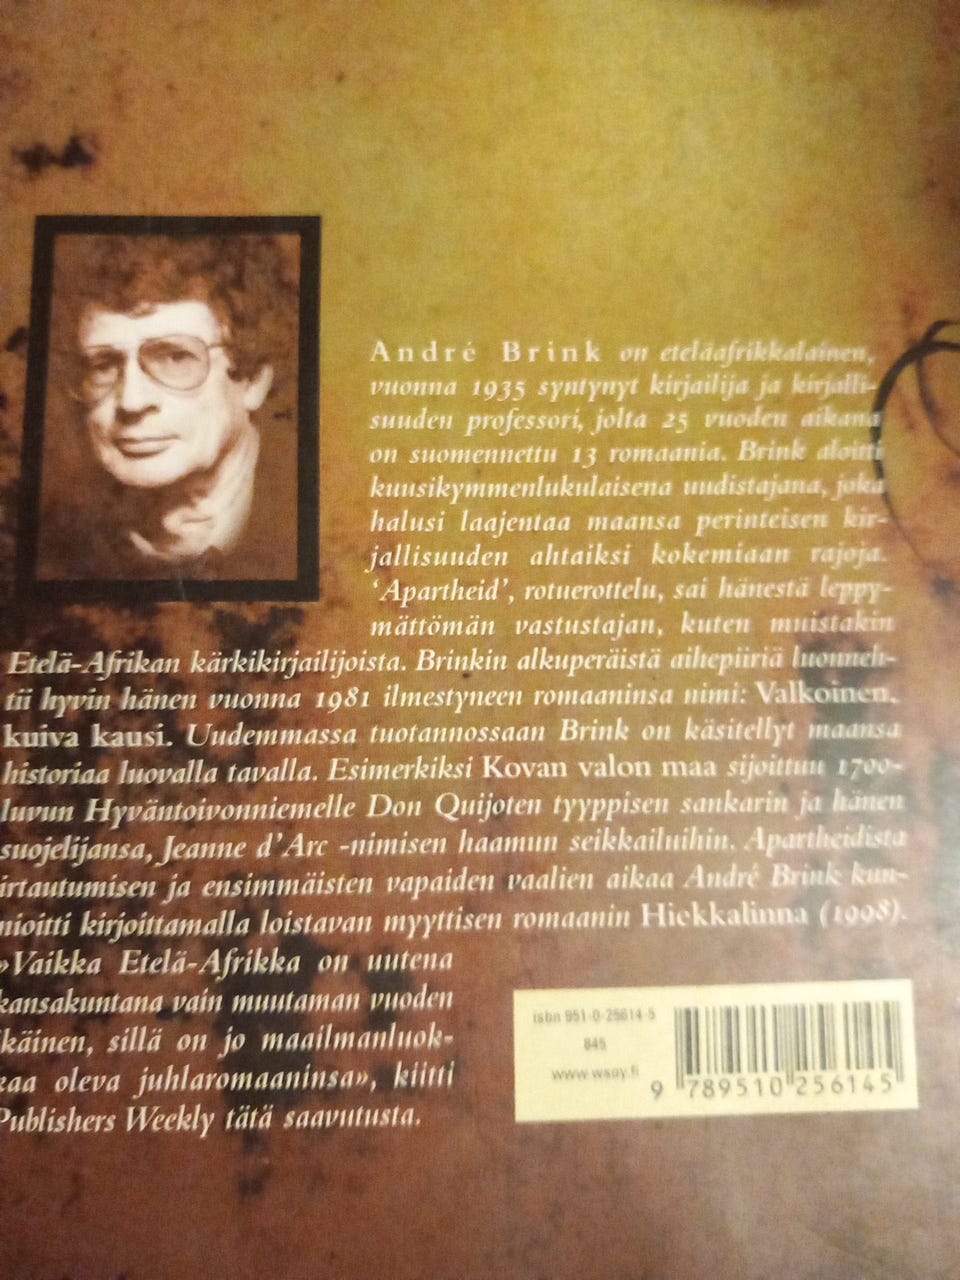 André Brink on eteläafrikkalainen,
vuonna 1935 syntynyt kirjailija ja kirjalli-
suuden professori, jolta 25 vuoden aikana
on suomennettu 13 romaania. Brink aloitti
kuusikymmenlukulaisena uudistajana, joka
halusi laajentaa maansa perinteisen kir-
jallisuuden ahtaiksi kokemiaan rajoja.
'Apartheid', rotuerottelu, sai hänestä leppy-
mättömän vastustajan, kuten muistakin
Etelä-Afrikan kärkikirjailijoista. Brinkin alkuperäistä aihepiiriä luonneh-
tii hyvin hänen vuonna 1981 ilmestyneen romaaninsa nimi: Valkoinen,
kuiva kausi. Uudemmassa tuotannossaan Brink on käsitellyt maansa
historiaa luovalla tavalla. Esimerkiksi Kovan valon maa sijoittuu 1700-
luvun Hyväntoivonniemelle Don Quijoten tyyppisen sankarin ja hänen
suojelijansa, Jeanne d'Arc -nimisen haamun seikkailuihin. Apartheidista
irtautumisen ja ensimmäisten vapaiden vaalien aikaa André Brink kun-
nioitti kirjoittamalla loistavan myyttisen romaanin Hiekkalinna (1998).
»Vaikka Etelä-Afrikka on uutena
kansakuntana vain muutaman vuoden
ikäinen, sillä on jo maailmanluok-
kaa oleva juhlaromaaninsa», kiitti
Publishers Weekly tätä saavutusta.
isbn 951-0-25614-5
845
www.wsoy.fi
9 789510 256145